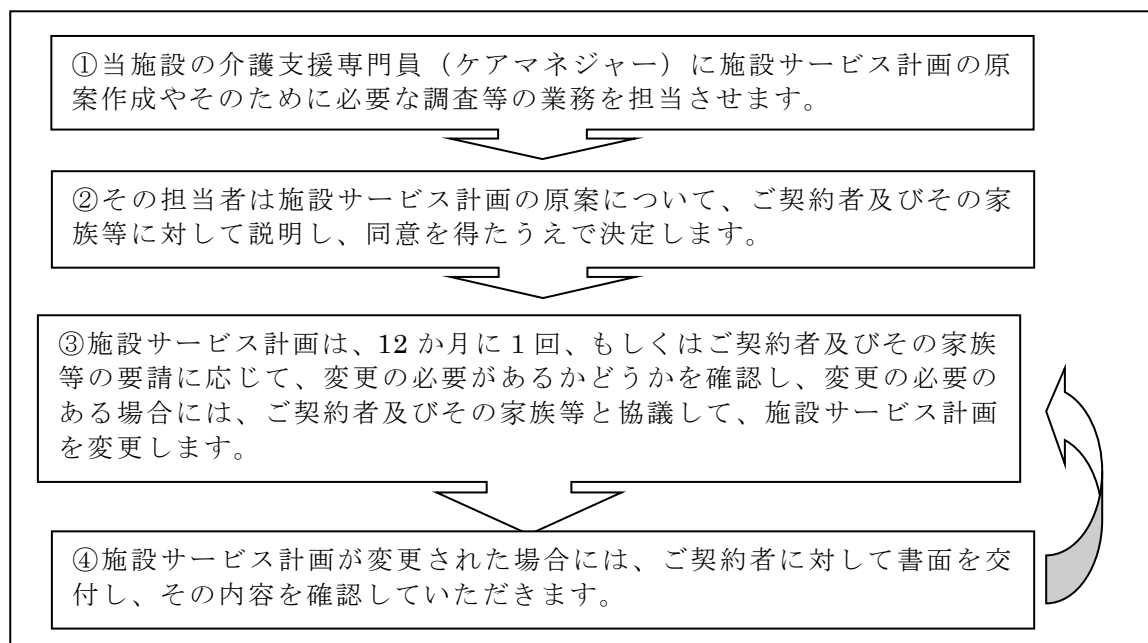 ①当施設の介護支援専門員（ケアマネジャー）に施設サービス計画の原
案作成やそのために必要な調査等の業務を担当させます。
②その担当者は施設サービス計画の原案について、ご契約者及びその家
族等に対して説明し、同意を得たうえで決定します。
③施設サービス計画は、12 か月に 1 回、もしくはご契約者及びその家族
等の要請に応じて、変更の必要があるかどうかを確認し、変更の必要の
ある場合には、ご契約者及びその家族等と協議して、施設サービス計画
を変更します。
④施設サービス計画が変更された場合には、ご契約者に対して書面を交
付し、その内容を確認していただきます。